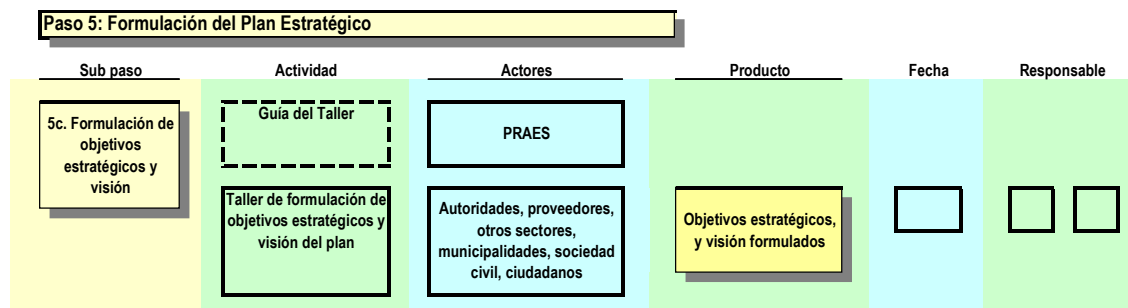 Paso 5: Formulación del Plan Estratégico
Sub paso
Actividad
Actores
Producto
Fecha
Responsable
5c. Formulación de
objetivos
estratégicos y
visión
Guía del Taller
PRAES
Taller de formulación de
objetivos estratégicos y
visión del plan
Autoridades, proveedores,
otros sectores,
municipalidades, sociedad
civil, ciudadanos
Objetivos estratégicos,
y visión formulados